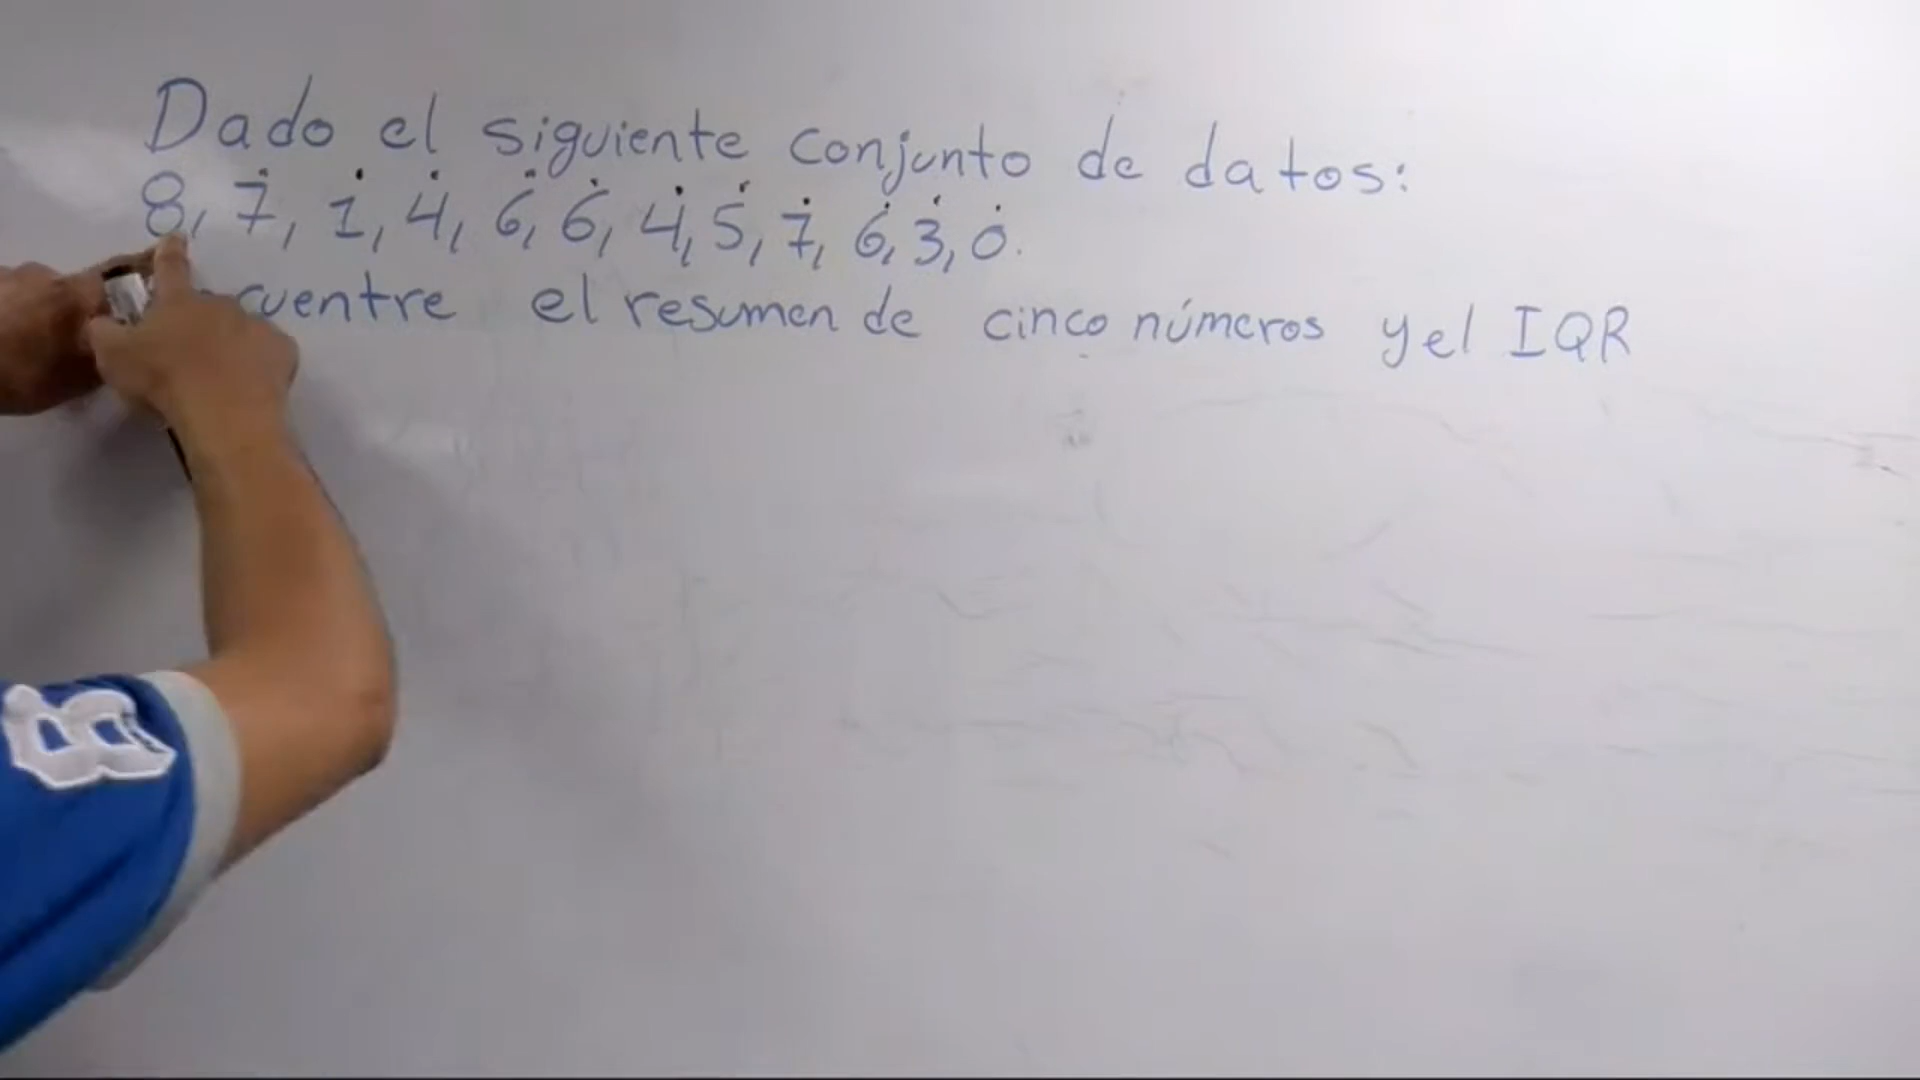 Dado el siguiente conjunto de datos:
8, 7, 1, 4, 6, 6, 4, 5, 7, 6, 3, 0.
cuentre el resumen de cinco números y el IQR